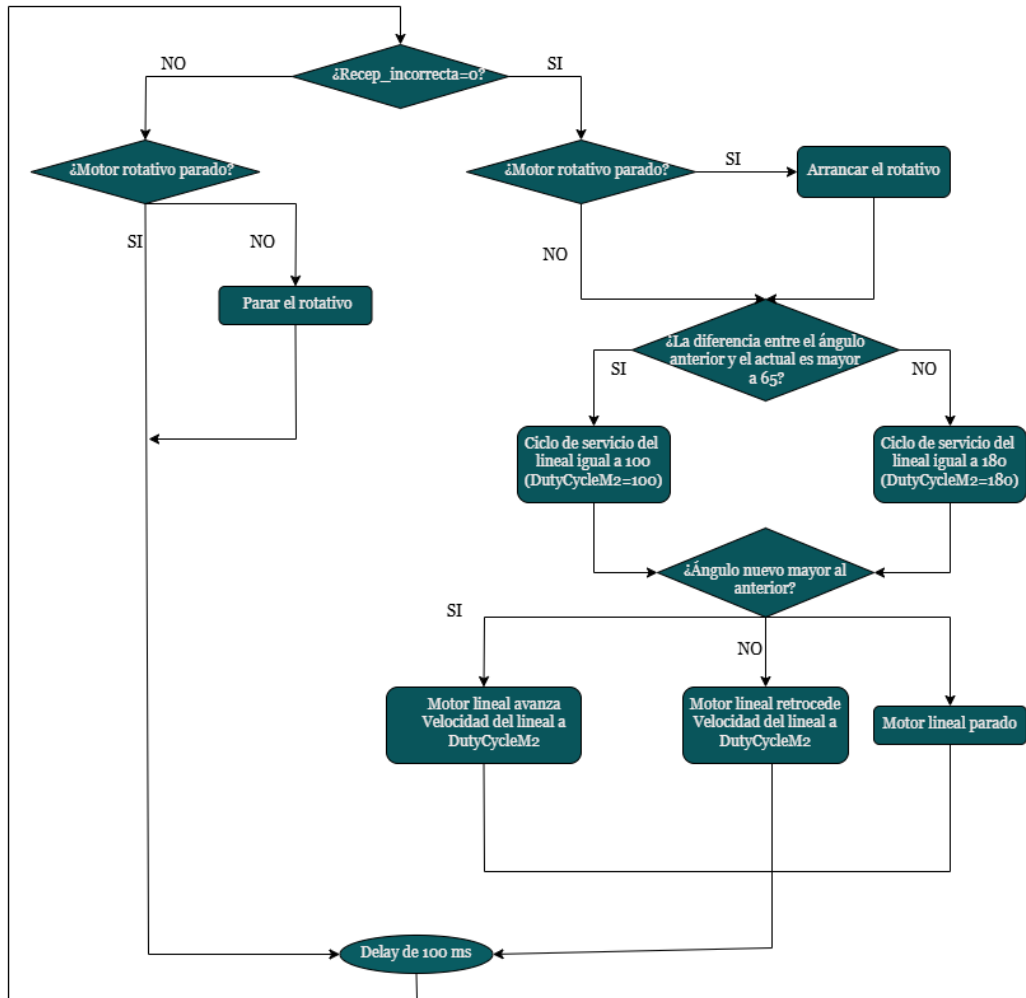 ¿Recep_incorrecta=0?
NO
SI
¿Motor rotativo parado?
¿Motor rotativo parado?
SI
Arrancar el rotativo
SI
NO
NO
Parar el rotativo
¿La diferencia entre el ángulo
anterior y el actual es mayor
a 65?
SI
NO
Ciclo de servicio del
lineal igual a 100
(DutyCycleM2=100)
Ciclo de servicio del
lineal igual a 180
(DutyCycleM2=180)
¿Ángulo nuevo mayor al
anterior?
SI
NO
Motor lineal avanza
Velocidad del lineal a
DutyCycleM2
Motor lineal retrocede
Velocidad del lineal a
DutyCycleM2
Motor lineal parado
Delay de 100 ms